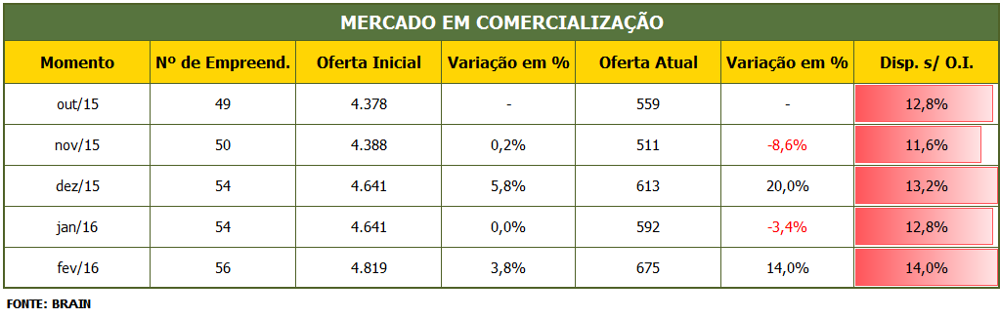 MERCADO EM COMERCIALIZAÇÃO
Momento Nº de Empreend. Oferta Inicial Variação em % Oferta Atual Variação em % Disp. s/ O.I.
out/15 49 4.378 - 559 - 12,8%
nov/15 50 4.388 0,2% 511 -8,6% 11,6%
dez/15 54 4.641 5,8% 613 20,0% 13,2%
jan/16 54 4.641 0,0% 592 -3,4% 12,8%
fev/16 56 4.819 3,8% 675 14,0% 14,0%
FONTE: BRAIN